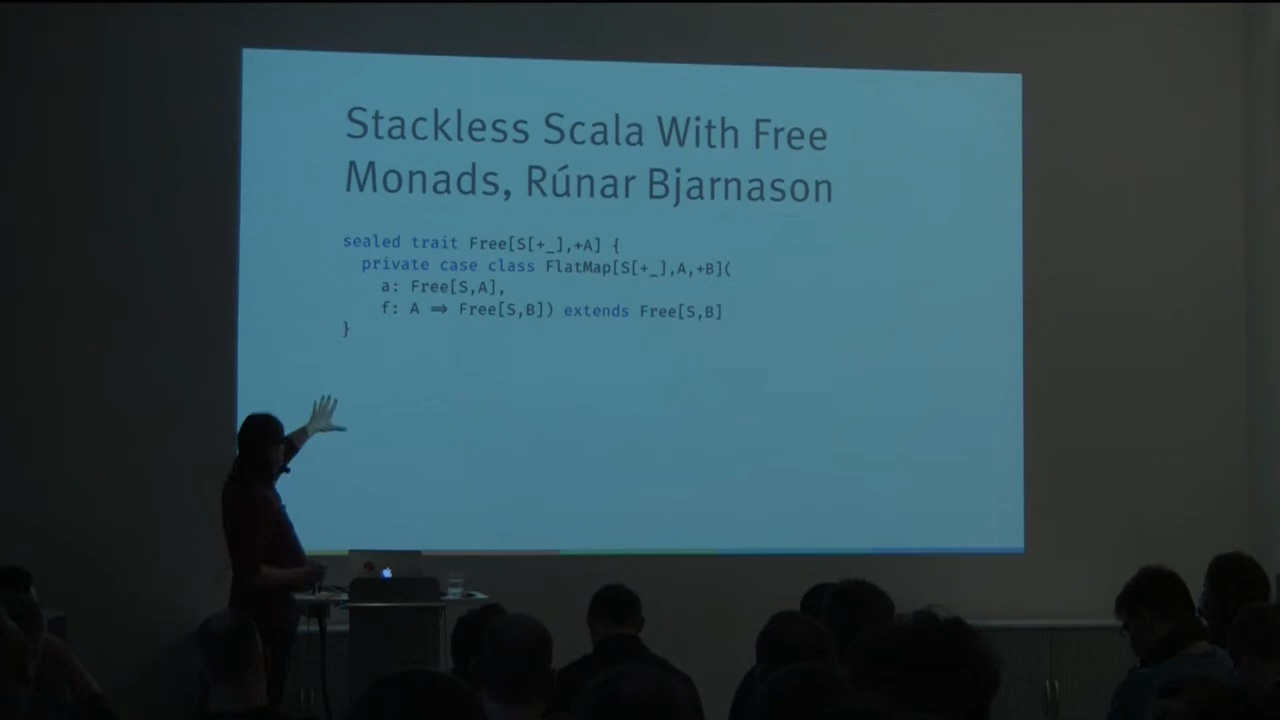 Stackless Scala With Free
Monads, Rúnar Bjarnason
sealed trait Free[S[+_],+A] {
private case class FlatMap[S[+_],A,+B](
a: Free[S,A],
f: A ⇒ Free[S,B]) extends Free[S,B]
}